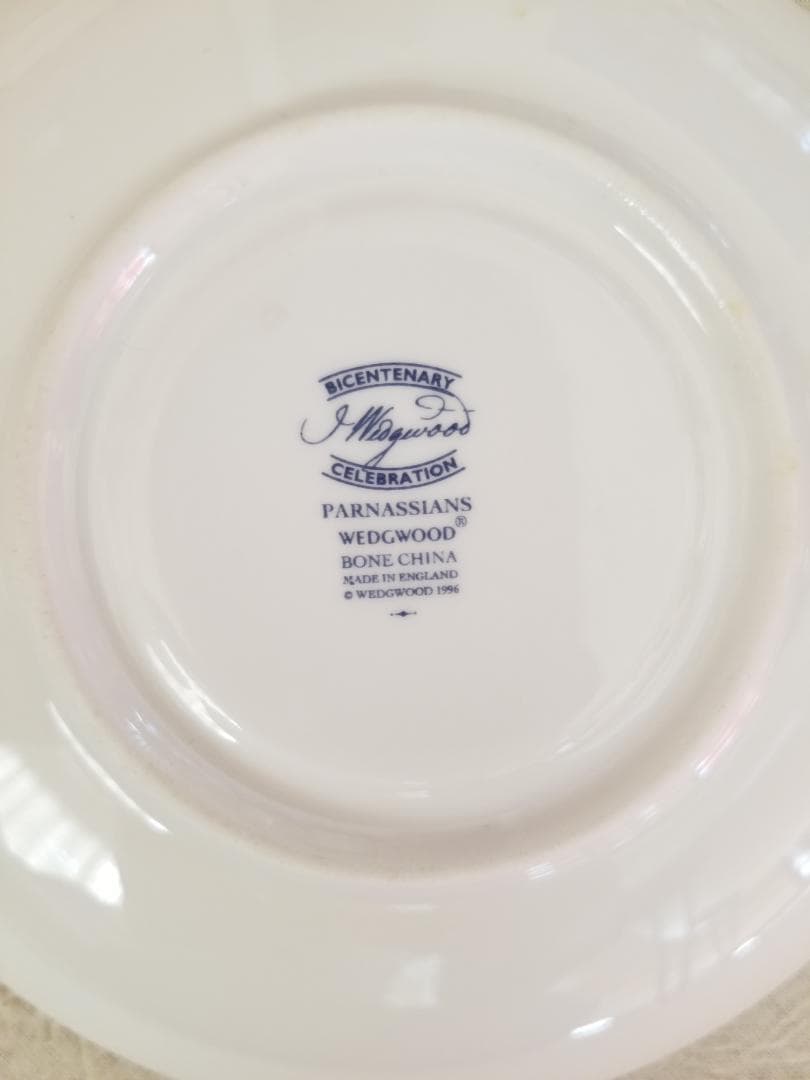 BICENTENARY
J Wedgwood
CELEBRATION
PARNASSIANS
WEDGWOOD®
BONE CHINA
MADE IN ENGLAND
© WEDGWOOD 1996